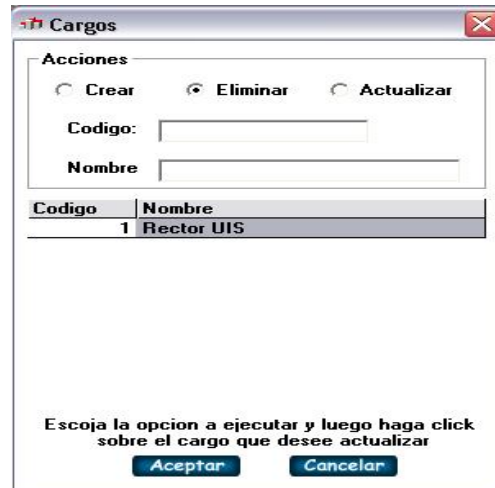 Cargos
Acciones
Crear Eliminar Actualizar
Codigo:
Nombre
Codigo Nombre
1 Rector UIS
Escoja la opcion a ejecutar y luego haga click
sobre el cargo que desee actualizar
Aceptar Cancelar